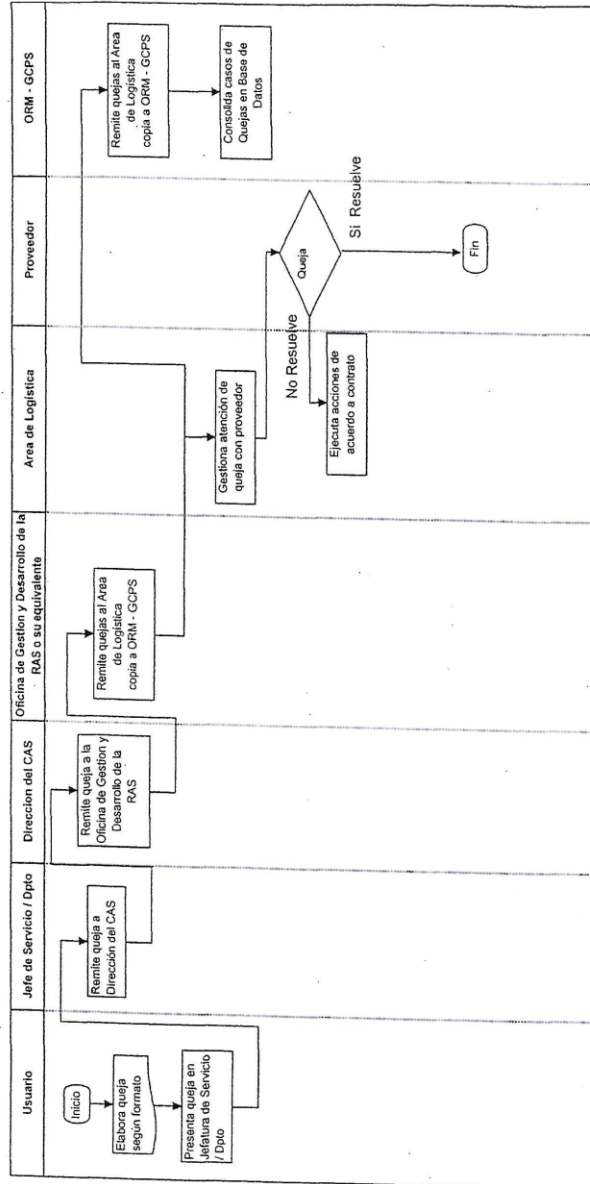 Usuario
Jefe de Servicio / Dpto
Direccion del CAS
Oficina de Gestion y Desarrollo de la
RAS o su equivalente
Area de Logística
Proveedor
ORM - GCPS
Inicio
Elabora queja
según formato
Presenta queja en
Jefatura de Servicio
/ Dpto
Remite queja a
Dirección del CAS
Remite queja a la
Oficina de Gestion y
Desarrollo de la
RAS
Remite quejas al Area
de Logística
copia a ORM - GCPS
Gestiona atención de
queja con proveedor
No Resuelve
Ejecuta acciones de
acuerdo a contrato
Queja
Si Resuelve
Fin
Remite quejas al Area
de Logística
copia a ORM - GCPS
Consolida casos de
Quejas en Base de
Datos